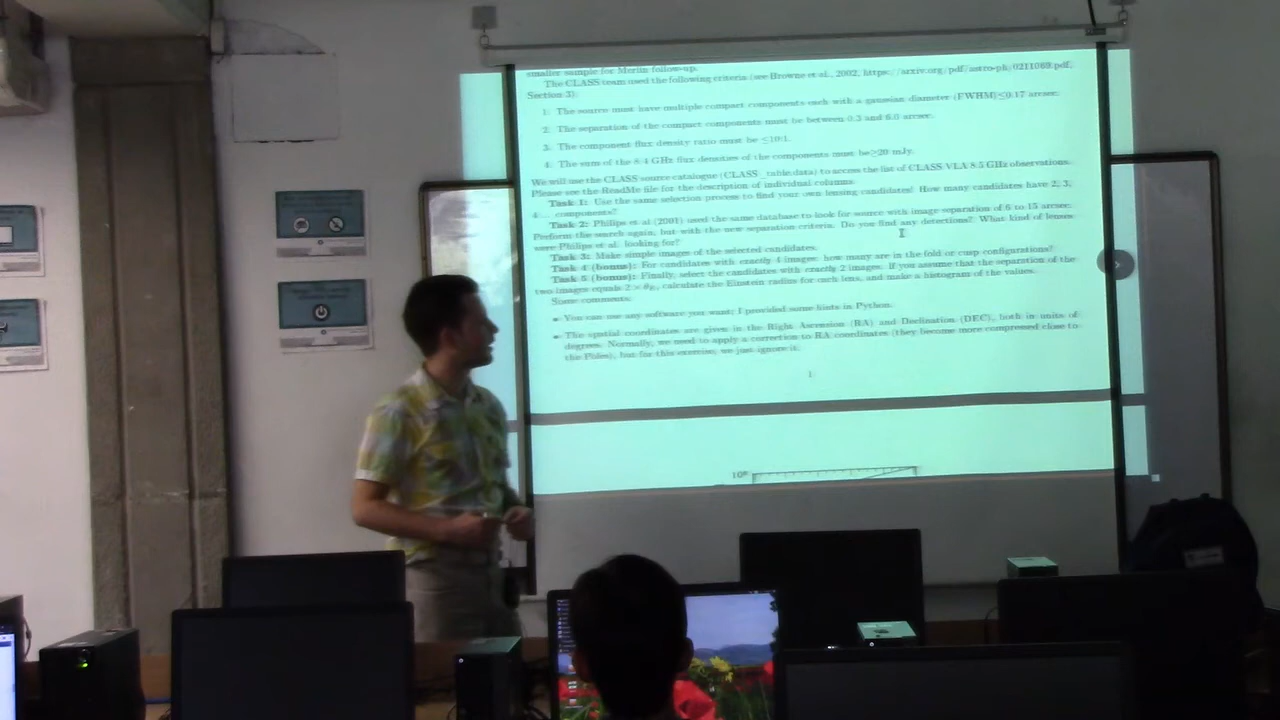 smaller sample for Merlin follow-up.
The CLASS team used the following criteria (see Browne et al., 2002, https://arxiv.org/pdf/astro-ph/0211069.pdf,
Section 3):
1. The source must have multiple compact components each with a gaussian diameter (FWHM)≤0.17 arcsec.
2. The separation of the compact components must be between 0.3 and 6.0 arcsec.
3. The component flux density ratio must be ≤10:1.
4. The sum of the 8.4 GHz flux densities of the components must be≥20 mJy.
We will use the CLASS source catalogue (CLASS_table.data) to access the list of CLASS VLA 8.5 GHz observations.
Please see the ReadMe file for the description of individual columns.
Task 1: Use the same selection process to find your own lensing candidates! How many candidates have 2, 3,
4... components?
Task 2: Philips et al (2001) used the same database to look for source with image separation of 6 to 15 arcsec.
Preform the search again, but with the new separation criteria. Do you find any detections? What kind of lenses
were Philips et al. looking for?
Task 3: Make simple images of the selected candidates.
Task 4 (bonus): For candidates with exactly 4 images: how many are in the fold or cusp configurations?
Task 5 (bonus): Finally, select the candidates with exactly 2 images. If you assume that the separation of the
two images equals 2 × θE, calculate the Einstein radius for each lens, and make a histogram of the values.
Some comments:
You can use any software you want; I provided some hints in Python.
The spatial coordinates are given in the Right Ascension (RA) and Declination (DEC), both in units of
degrees. Normally, we need to apply a correction to RA coordinates (they become more compressed close to
the Poles), but for this exercise, we just ignore it.
1